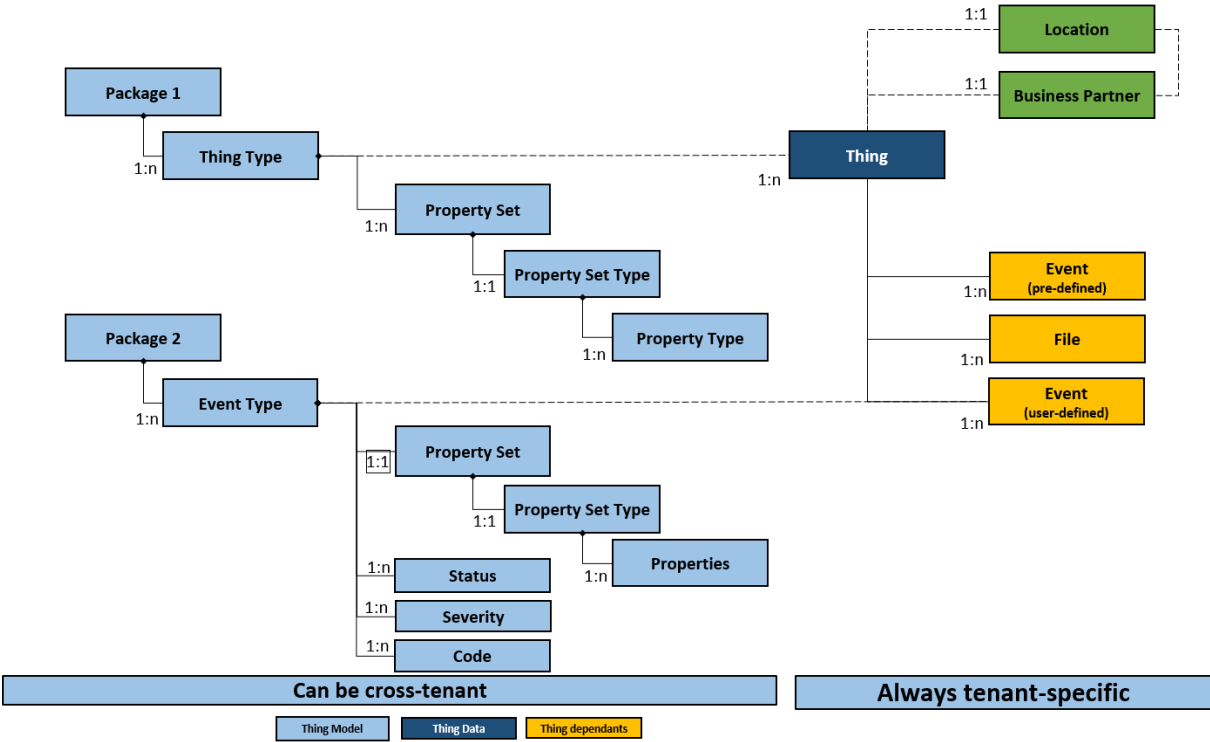 1:1
Location
1:1
Business Partner
Package 1
1:n
Thing Type
Thing
1:n
1:n
Property Set
1:1
Property Set Type
1:n
Property Type
Event
(pre-defined)
1:n
File
1:n
Event
(user-defined)
1:n
Package 2
1:n
Event Type
1:1
Property Set
1:1
Property Set Type
1:n
Properties
1:n
Status
1:n
Severity
1:n
Code
Can be cross-tenant
Always tenant-specific
Thing Model
Thing Data
Thing dependants